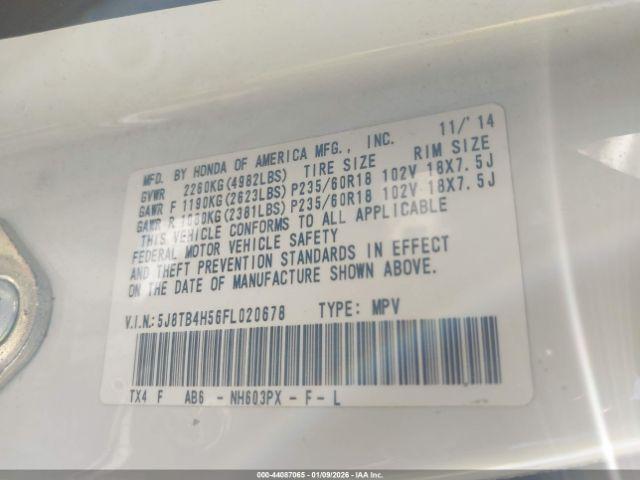 MFD. BY HONDA OF AMERICA MFG., INC. 11/'14
GVWR 2260KG(4982LBS) TIRE SIZE RIM SIZE
GAWR F 1190KG(2623LBS) P235/60R18 102V 18X7.5J
GAWR R 1080KG(2381LBS) P235/60R18 102V 18X7.5J
THIS VEHICLE CONFORMS TO ALL APPLICABLE
FEDERAL MOTOR VEHICLE SAFETY
AND THEFT PREVENTION STANDARDS IN EFFECT
ON THE DATE OF MANUFACTURE SHOWN ABOVE.
V.I.N.: 5J8TB4H56FL020678 TYPE: MPV
TX4 F AB6 - NH603PX - F - L
000-44087065 - 01/09/2026 - IAA Inc.